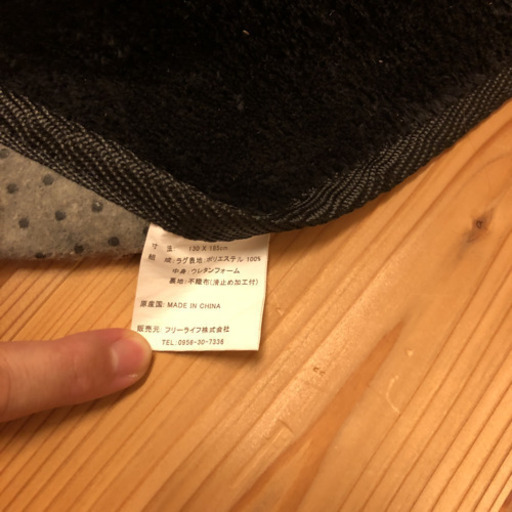 寸 法: 130 X 185cm
組 成: ラグ表地: ポリエステル 100%
中身: ウレタンフォーム
裏地: 不織布(滑止め加工付)
原産国: MADE IN CHINA
販売元: フリーライフ株式会社
TEL: 0956-30-7336